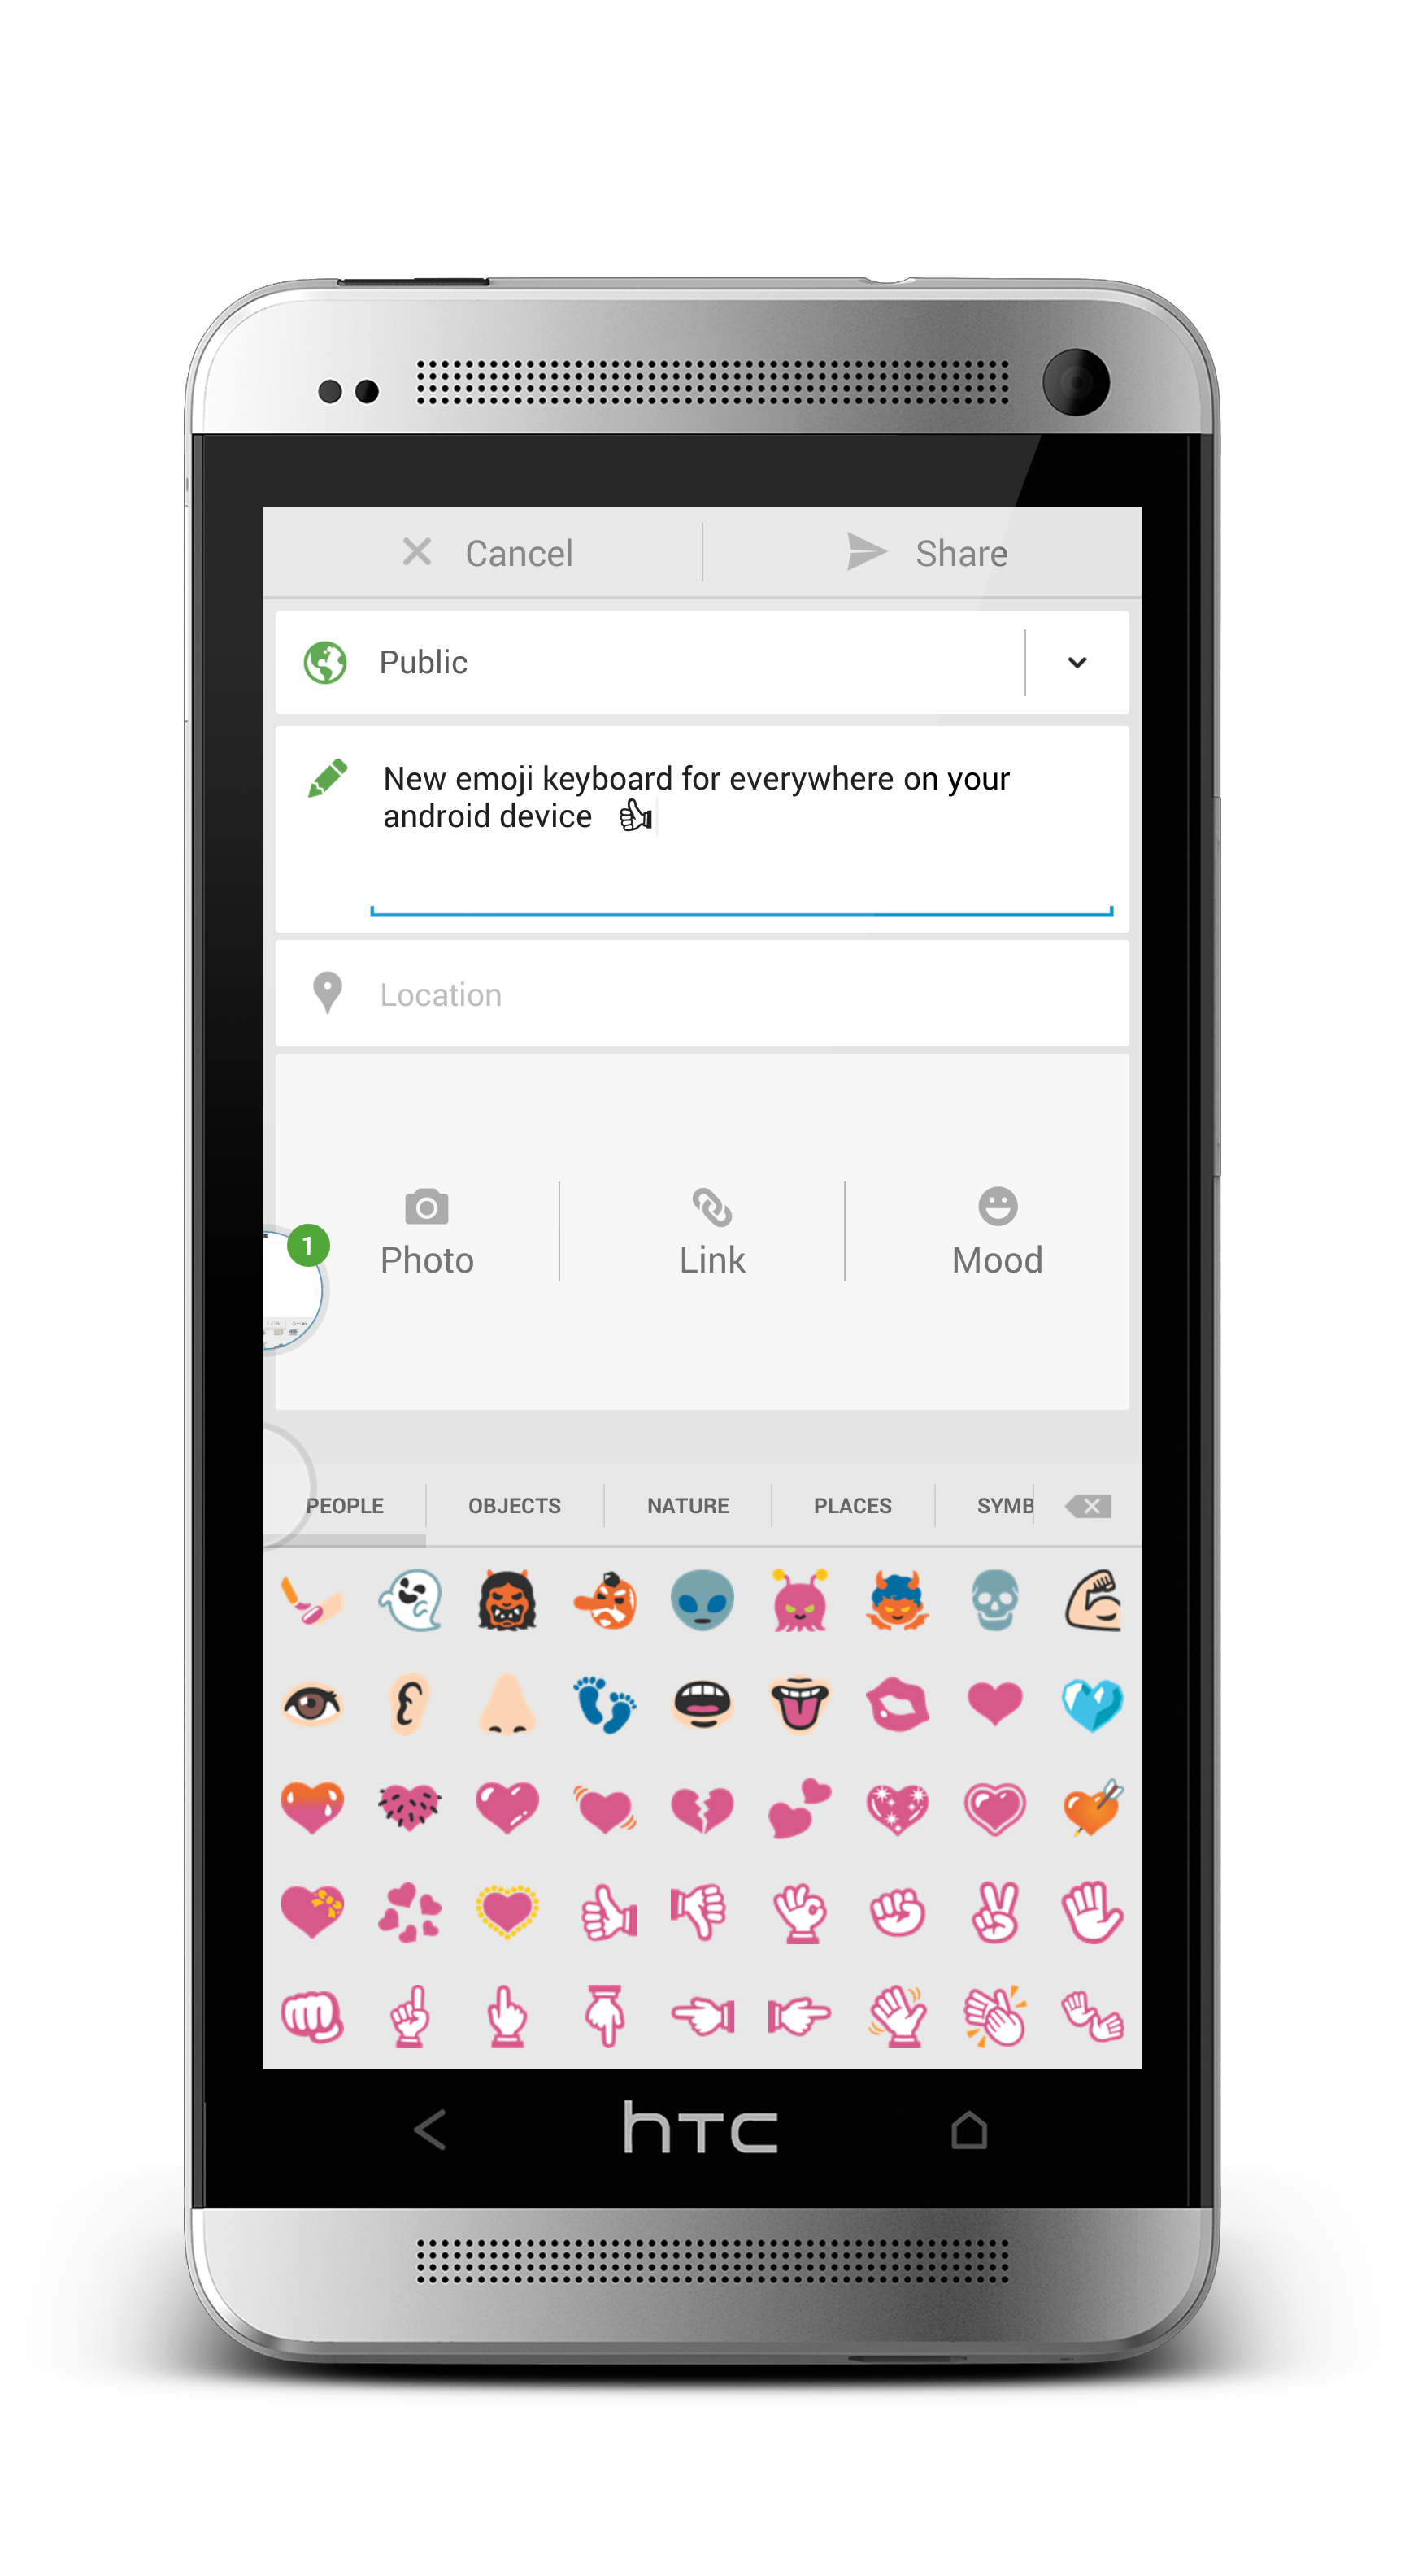 Cancel Share
Public
New emoji keyboard for everywhere on your
android device 👍
Location
1
Photo Link Mood
PEOPLE OBJECTS NATURE PLACES SYMB
hTC